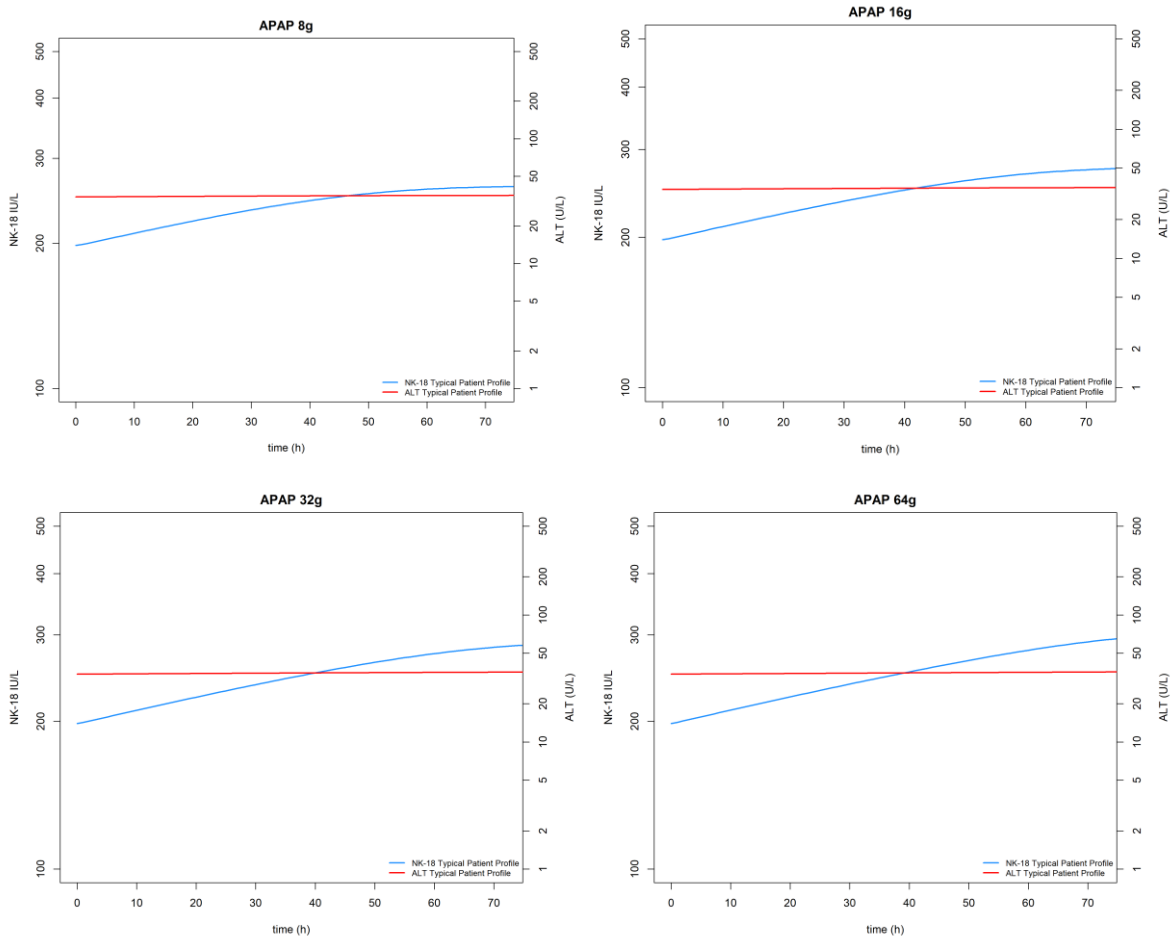 APAP 8g
NK-18 IU/L
100
200
300
400
500
ALT (U/L)
1
2
5
10
20
50
100
200
500
NK-18 Typical Patient Profile
ALT Typical Patient Profile
0 10 20 30 40 50 60 70
time (h)
APAP 16g
NK-18 IU/L
100
200
300
400
500
ALT (U/L)
1
2
5
10
20
50
100
200
500
NK-18 Typical Patient Profile
ALT Typical Patient Profile
0 10 20 30 40 50 60 70
time (h)
APAP 32g
NK-18 IU/L
100
200
300
400
500
ALT (U/L)
1
2
5
10
20
50
100
200
500
NK-18 Typical Patient Profile
ALT Typical Patient Profile
0 10 20 30 40 50 60 70
time (h)
APAP 64g
NK-18 IU/L
100
200
300
400
500
ALT (U/L)
1
2
5
10
20
50
100
200
500
NK-18 Typical Patient Profile
ALT Typical Patient Profile
0 10 20 30 40 50 60 70
time (h)